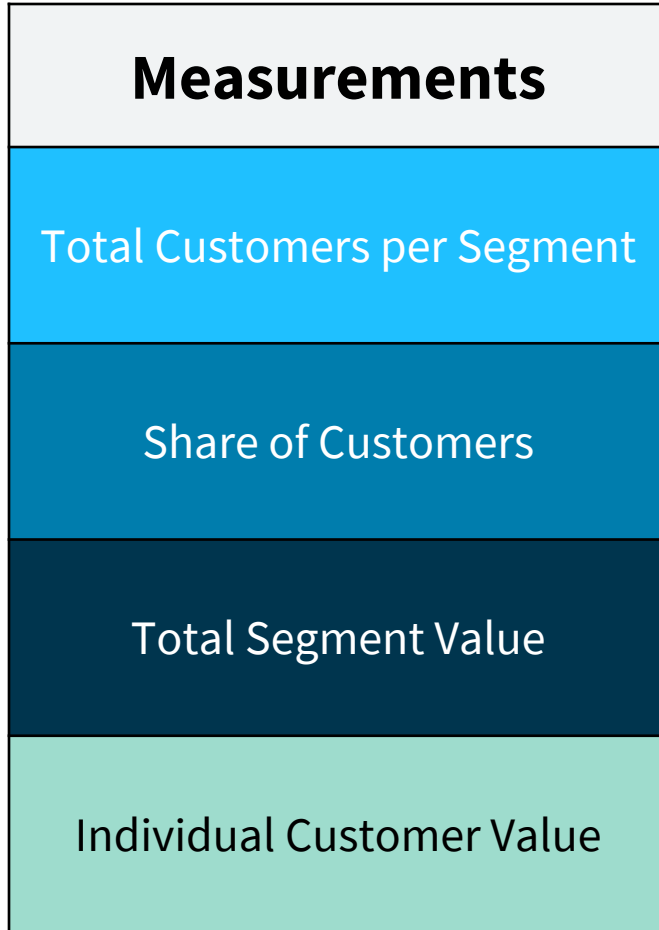 Measurements
Total Customers per Segment
Share of Customers
Total Segment Value
Individual Customer Value